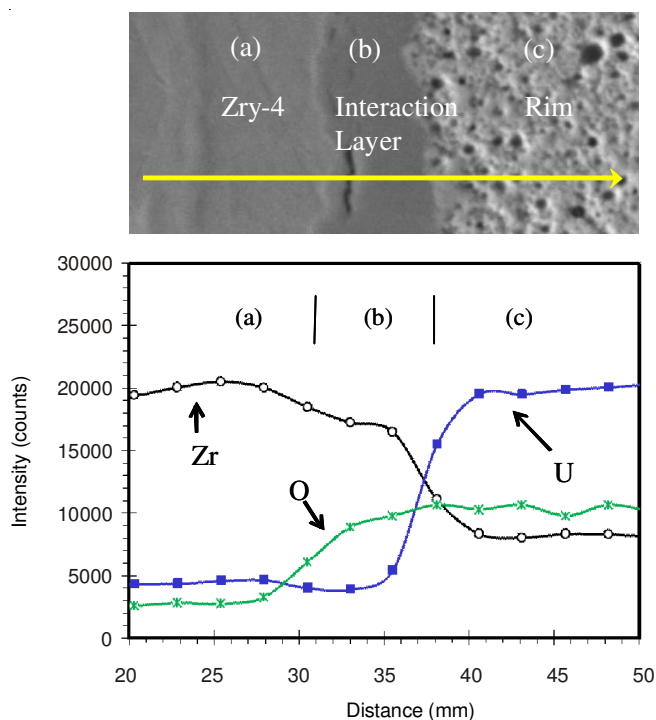 (a) (b) (c)
Zry-4 Interaction Rim
Layer
30000
25000
20000
15000
10000
5000
0
(a) (b) (c)
Zr
O
U
Intensity (counts)
20 25 30 35 40 45 50
Distance (mm)